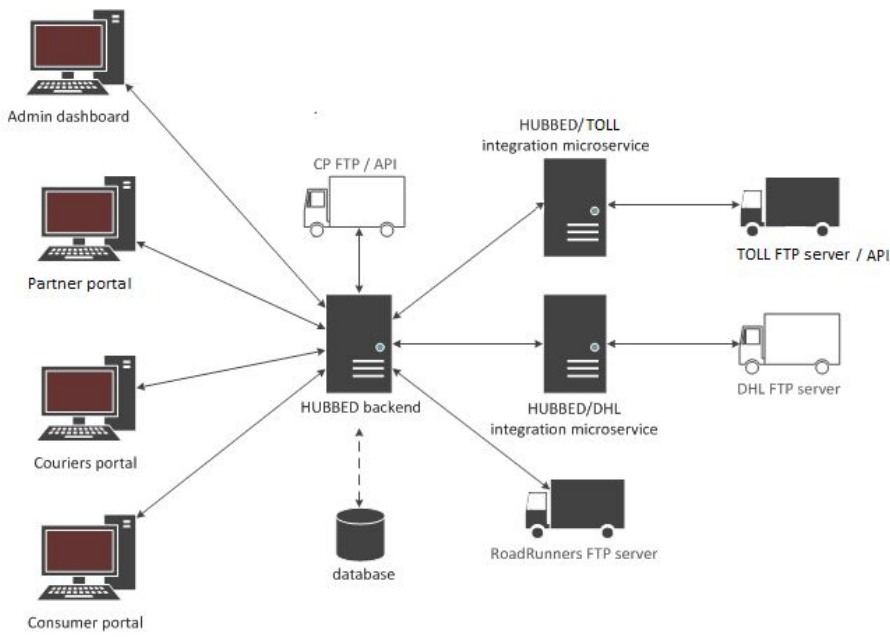 Admin dashboard
Partner portal
Couriers portal
Consumer portal
CP FTP / API
HUBBED backend
database
HUBBED/TOLL
integration microservice
HUBBED/DHL
integration microservice
RoadRunners FTP server
TOLL FTP server / API
DHL FTP server